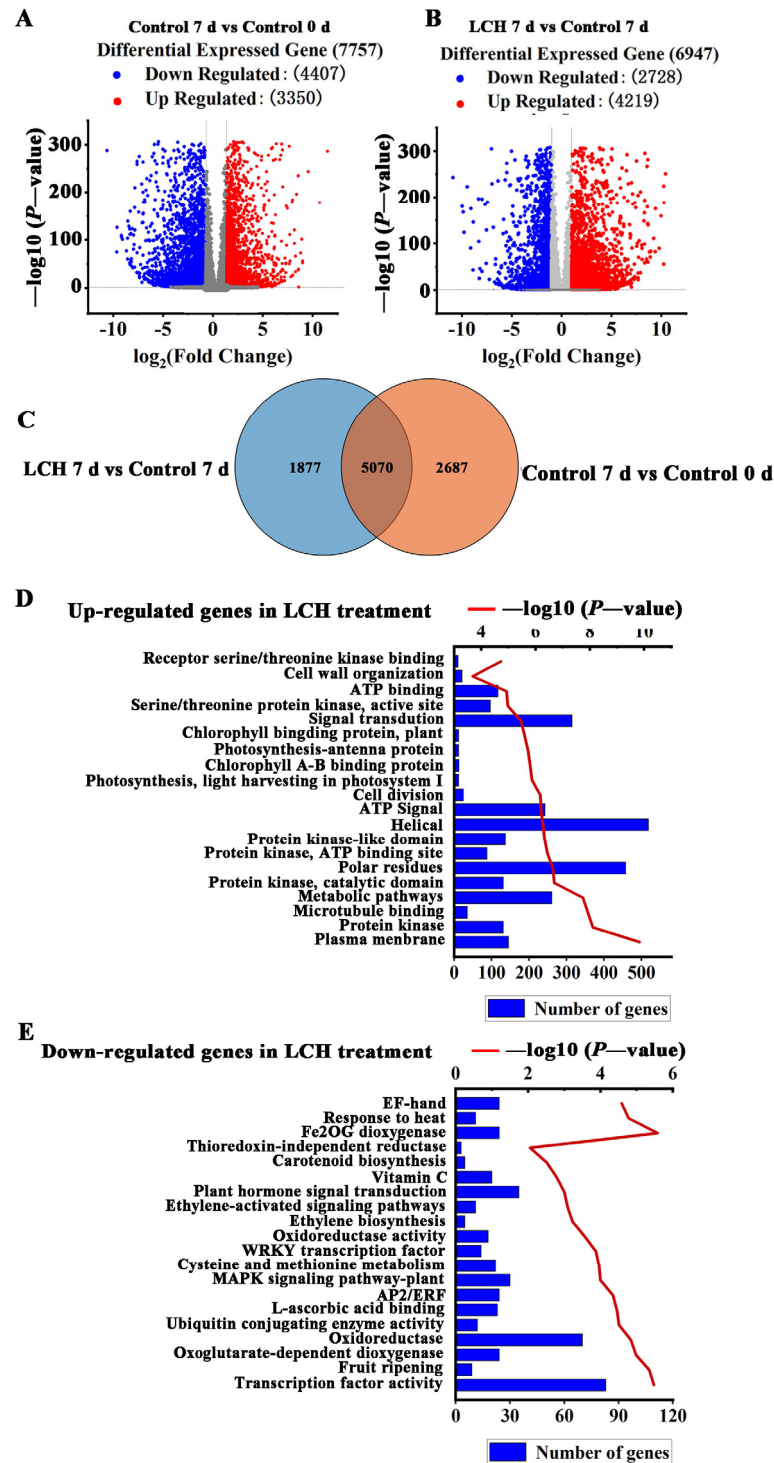 A
Control 7 d vs Control 0 d
Differential Expressed Gene (7757)
Down Regulated: (4407)
Up Regulated: (3350)
300
200
100
0
—log10 (P—value)
-10
-5
0
5
10
log2(Fold Change)
B
LCH 7 d vs Control 7 d
Differential Expressed Gene (6947)
Down Regulated: (2728)
Up Regulated: (4219)
300
200
100
0
—log10 (P—value)
-10
-5
0
5
10
log2(Fold Change)
C
LCH 7 d vs Control 7 d
1877
5070
2687
Control 7 d vs Control 0 d
D
Up-regulated genes in LCH treatment
—log10 (P—value)
4 6 8 10
Receptor serine/threonine kinase binding
Cell wall organization
ATP binding
Serine/threonine protein kinase, active site
Signal transdution
Chlorophyll bingding protein, plant
Photosynthesis-antenna protein
Chlorophyll A-B binding protein
Photosynthesis, light harvesting in photosystem I
Cell division
ATP Signal
Helical
Protein kinase-like domain
Protein kinase, ATP binding site
Polar residues
Protein kinase, catalytic domain
Metabolic pathways
Microtubule binding
Protein kinase
Plasma menbrane
0 100 200 300 400 500
Number of genes
E
Down-regulated genes in LCH treatment
—log10 (P—value)
0 2 4 6
EF-hand
Response to heat
Fe2OG dioxygenase
Thioredoxin-independent reductase
Carotenoid biosynthesis
Vitamin C
Plant hormone signal transduction
Ethylene-activated signaling pathways
Ethylene biosynthesis
Oxidoreductase activity
WRKY transcription factor
Cysteine and methionine metabolism
MAPK signaling pathway-plant
AP2/ERF
L-ascorbic acid binding
Ubiquitin conjugating enzyme activity
Oxidoreductase
Oxoglutarate-dependent dioxygenase
Fruit ripening
Transcription factor activity
0 30 60 90 120
Number of genes